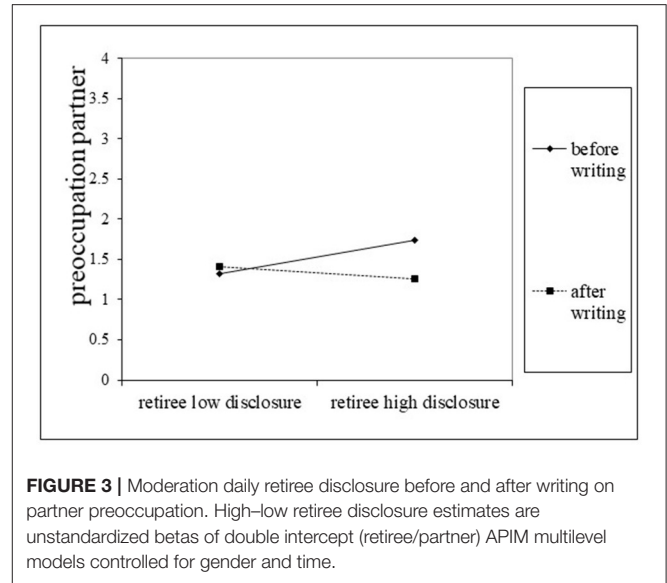 preoccupation partner
4
3.5
3
2.5
2
1.5
1
0.5
0
retiree low disclosure
retiree high disclosure
before
writing
after
writing
FIGURE 3 | Moderation daily retiree disclosure before and after writing on
partner preoccupation. High–low retiree disclosure estimates are
unstandardized betas of double intercept (retiree/partner) APIM multilevel
models controlled for gender and time.